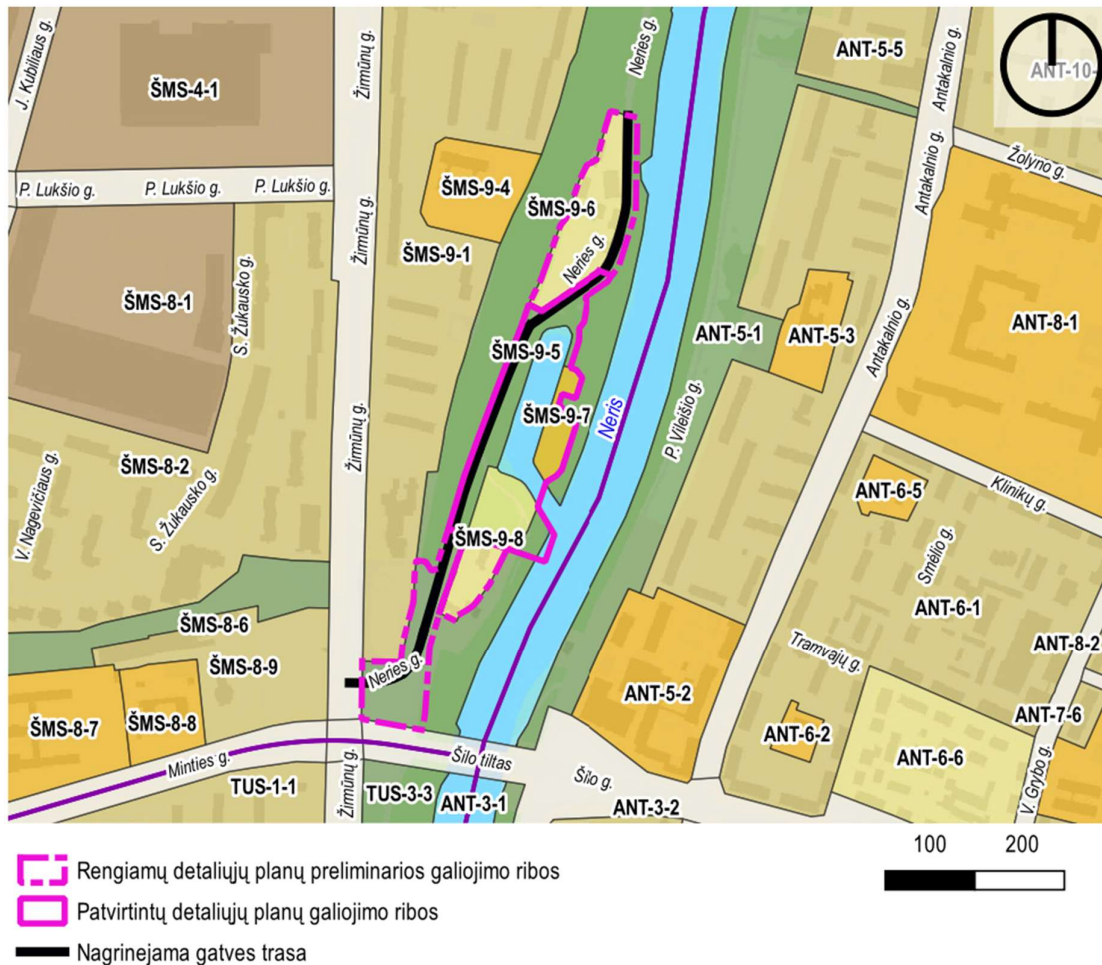 Neries g.
ANT-5-5
ANT-10-
J. Kubiliaus g.
Žirmūnų g.
ŠMS-4-1
Antakalnio g.
Žolyno g.
P. Lukšio g. P. Lukšio g. P. Lukšio g.
ŠMS-9-4
Antakalnio g.
ŠMS-9-6
Žirmūnų g.
Neries g.
ŠMS-9-1
ŠMS-8-1
S. Žukausko g.
ANT-5-1
ANT-5-3
ANT-8-1
Antakalnio g.
ŠMS-9-5
ŠMS-9-7
Neris
P. Vileišio g.
Žirmūnų g.
ŠMS-8-2
V. Nagevičiaus g.
S. Žukausko g.
ANT-6-5
Klinikų g.
ŠMS-9-8
Smėlio g.
ANT-6-1
ŠMS-8-6
ŠMS-8-9
Neries g.
Tramvajų g.
ANT-8-2
ANT-5-2
ŠMS-8-7
ŠMS-8-8
ANT-7-6
ANT-6-2
ANT-6-6
Minties g.
Šilo tiltas
TUS-1-1
Žirmūnų g.
TUS-3-3
ANT-3-1
Šilo g.
ANT-3-2
V. Grybo g.
100 200
Rengiamų detaliųjų planų preliminarios galiojimo ribos
Patvirtintų detaliųjų planų galiojimo ribos
Nagrinejama gatves trasa